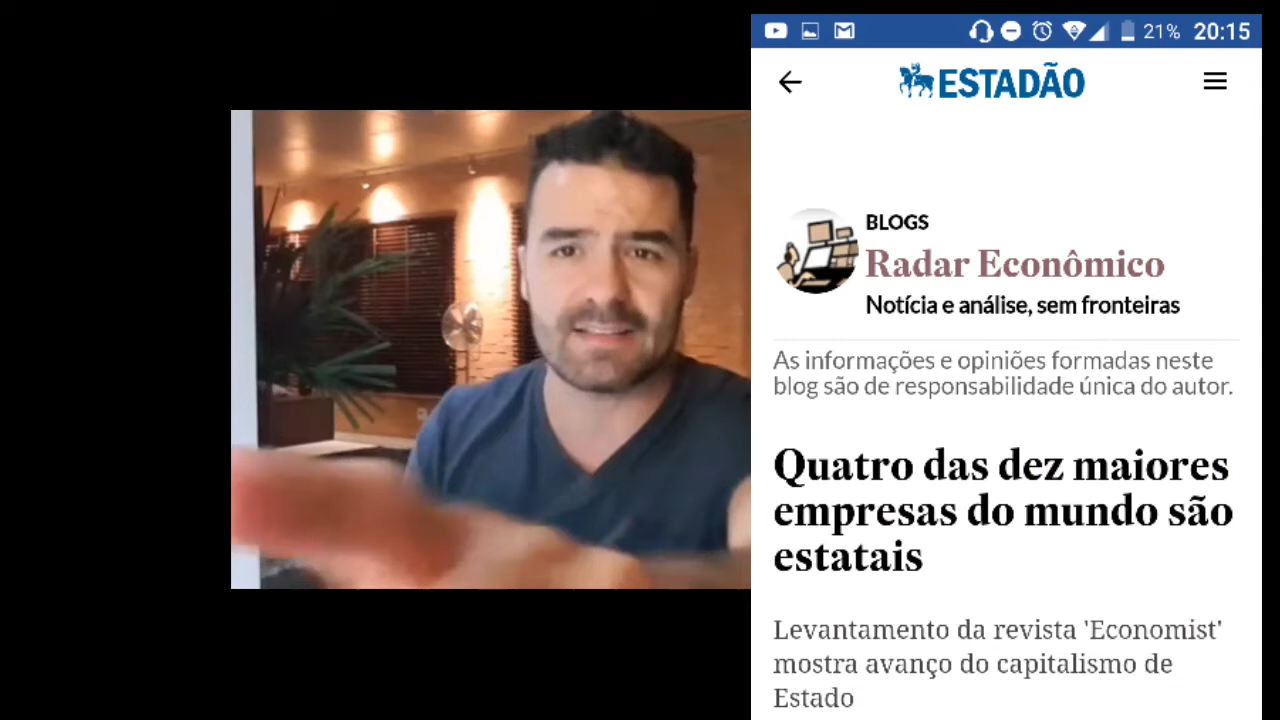 21% 20:15
ESTADÃO
BLOGS
Radar Econômico
Notícia e análise, sem fronteiras
As informações e opiniões formadas neste
blog são de responsabilidade única do autor.
Quatro das dez maiores
empresas do mundo são
estatais
Levantamento da revista 'Economist'
mostra avanço do capitalismo de
Estado